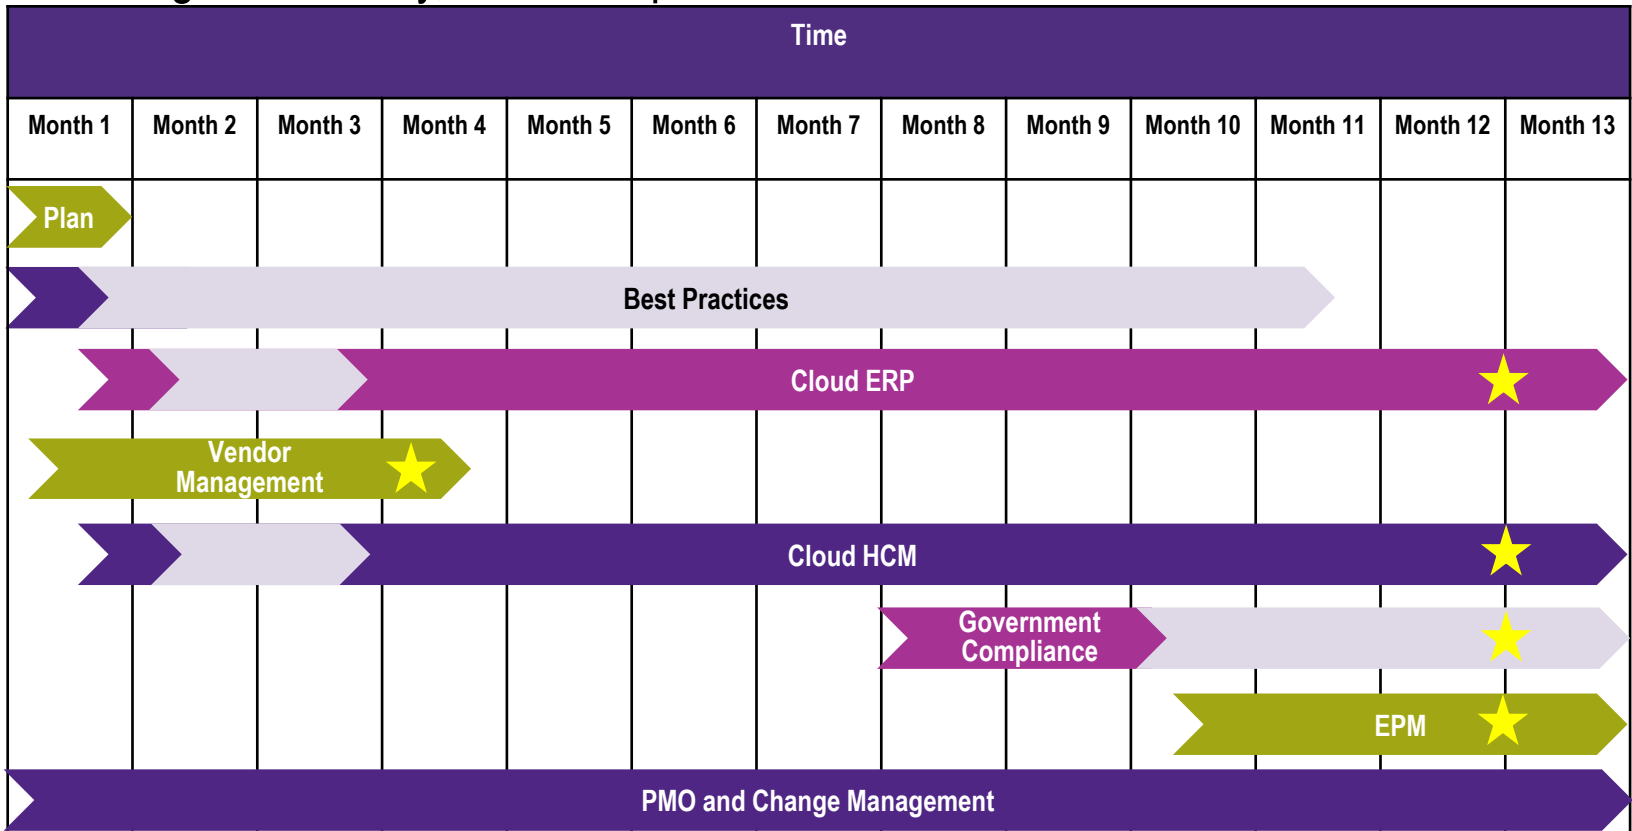 Time
Month 1 Month 2 Month 3 Month 4 Month 5 Month 6 Month 7 Month 8 Month 9 Month 10 Month 11 Month 12 Month 13
Plan
Best Practices
Cloud ERP
Vendor
Management
Cloud HCM
Government
Compliance
EPM
PMO and Change Management